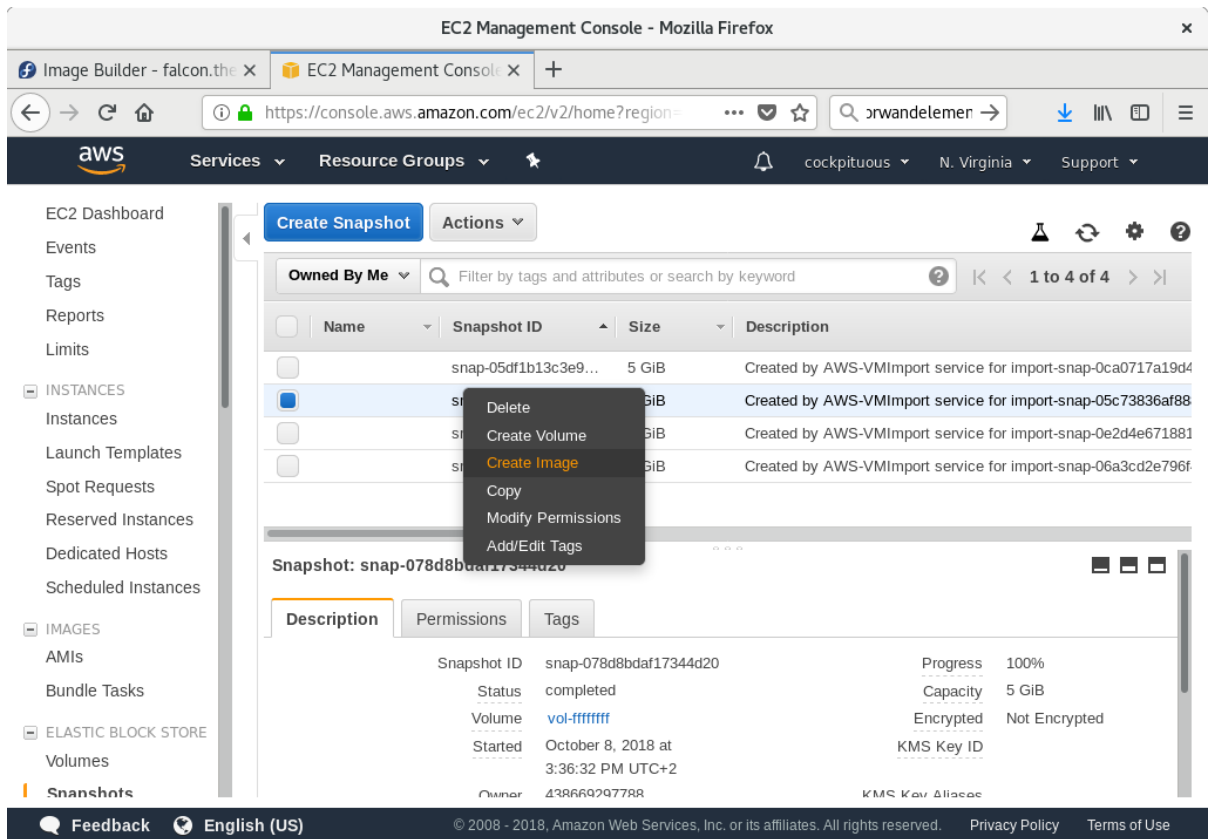 EC2 Management Console - Mozilla Firefox
Image Builder - falcon.the
EC2 Management Console
https://console.aws.amazon.com/ec2/v2/home?region=
orwandelemen
aws Services Resource Groups cockpituous N. Virginia Support
EC2 Dashboard
Events
Tags
Reports
Limits
INSTANCES
Instances
Launch Templates
Spot Requests
Reserved Instances
Dedicated Hosts
Scheduled Instances
IMAGES
AMIs
Bundle Tasks
ELASTIC BLOCK STORE
Volumes
Snapshots
Create Snapshot Actions
Owned By Me Filter by tags and attributes or search by keyword 1 to 4 of 4
Name Snapshot ID Size Description
snap-05df1b13c3e9... 5 GiB Created by AWS-VMImport service for import-snap-0ca0717a19d4
GiB Created by AWS-VMImport service for import-snap-05c73836af88
GiB Created by AWS-VMImport service for import-snap-0e2d4e671881
GiB Created by AWS-VMImport service for import-snap-06a3cd2e796f
Delete
Create Volume
Create Image
Copy
Modify Permissions
Add/Edit Tags
Snapshot: snap-078d8bdaf17344d20
Description Permissions Tags
Snapshot ID snap-078d8bdaf17344d20 Progress 100%
Status completed Capacity 5 GiB
Volume vol-ffffffff Encrypted Not Encrypted
Started October 8, 2018 at KMS Key ID
3:36:32 PM UTC+2
Owner 438669297788 KMS Key Aliases
Feedback English (US) © 2008 - 2018, Amazon Web Services, Inc. or its affiliates. All rights reserved. Privacy Policy Terms of Use